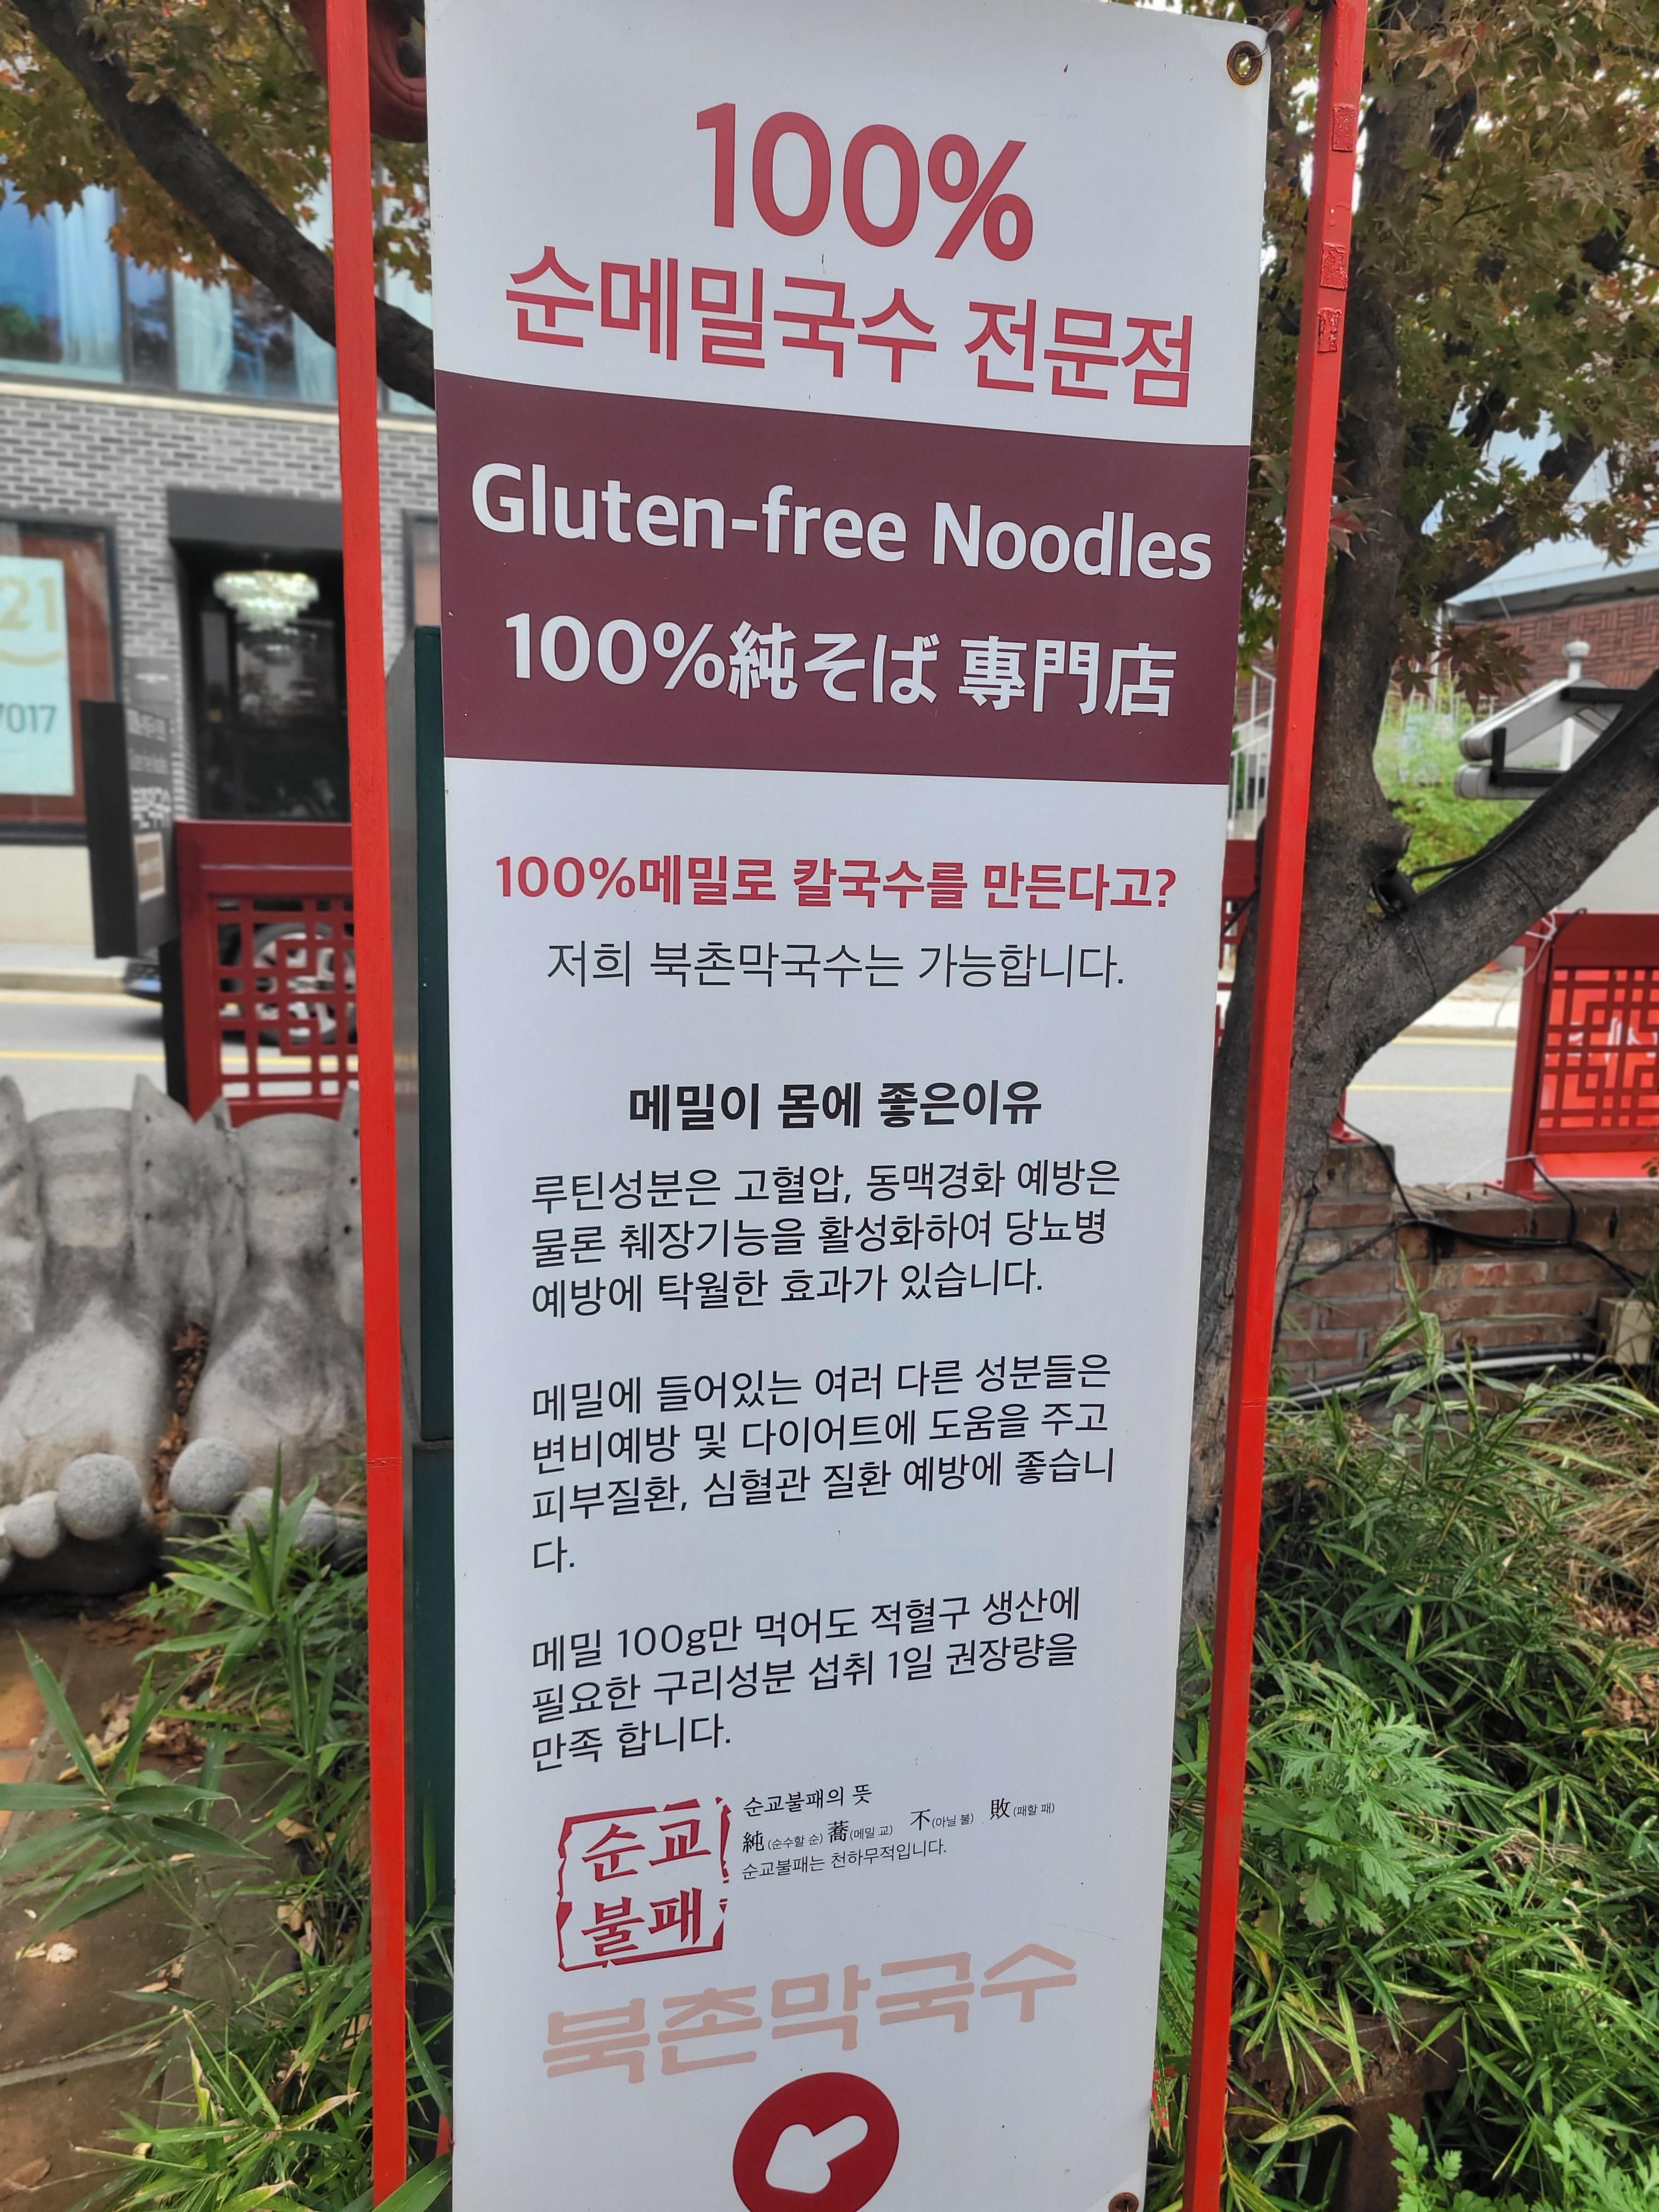 100%
순메밀국수 전문점
Gluten-free Noodles
100%純そば 專門店
100%메밀로 칼국수를 만든다고?
저희 북촌막국수는 가능합니다.
메밀이 몸에 좋은이유
루틴성분은 고혈압, 동맥경화 예방은
물론 췌장기능을 활성화하여 당뇨병
예방에 탁월한 효과가 있습니다.
메밀에 들어있는 여러 다른 성분들은
변비예방 및 다이어트에 도움을 주고
피부질환, 심혈관 질환 예방에 좋습니
다.
메밀 100g만 먹어도 적혈구 생산에
필요한 구리성분 섭취 1일 권장량을
만족 합니다.
순교
불패
순교불패의 뜻
純(순수할 순) 蕎(메밀 교) 不(아닐 불) 敗(패할 패)
순교불패는 천하무적입니다.
북촌막국수
21
7017